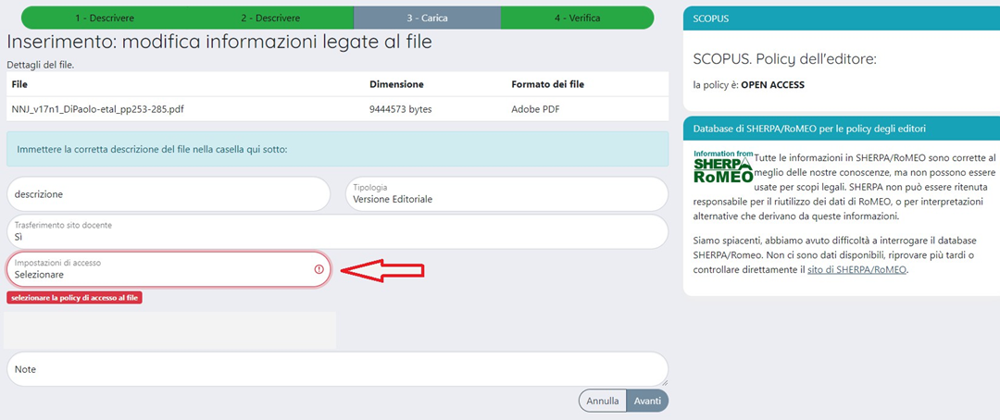 1 - Descrivere
2 - Descrivere
3 - Carica
4 - Verifica
Inserimento: modifica informazioni legate al file
Dettagli del file.
File Dimensione Formato dei file
NNJ_v17n1_DiPaolo-etal_pp253-285.pdf 9444573 bytes Adobe PDF
Immettere la corretta descrizione del file nella casella qui sotto:
descrizione
Tipologia
Versione Editoriale
Trasferimento sito docente
Sì
Impostazioni di accesso
Selezionare
selezionare la policy di accesso al file
Note
Annulla
Avanti
SCOPUS
SCOPUS. Policy dell'editore:
la policy è: OPEN ACCESS
Database di SHERPA/RoMEO per le policy degli editori
Information from
SHERPA
RoMEO
Tutte le informazioni in SHERPA/RoMEO sono corrette al
meglio delle nostre conoscenze, ma non possono essere
usate per scopi legali. SHERPA non può essere ritenuta
responsabile per il riutilizzo dei dati di RoMEO, o per interpretazioni
alternative che derivano da queste informazioni.
Siamo spiacenti, abbiamo avuto difficoltà a interrogare il database
SHERPA/Romeo. Non ci sono dati disponibili, riprovare più tardi o
controllare direttamente il sito di SHERPA/RoMEO.